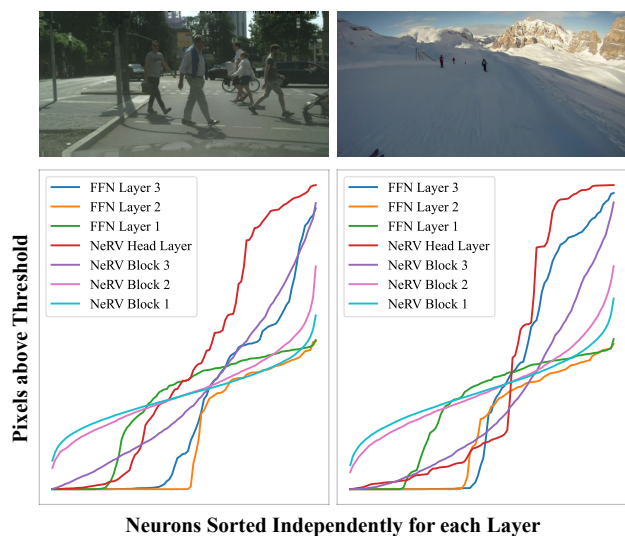 FFN Layer 3
FFN Layer 2
FFN Layer 1
NeRV Head Layer
NeRV Block 3
NeRV Block 2
NeRV Block 1
FFN Layer 3
FFN Layer 2
FFN Layer 1
NeRV Head Layer
NeRV Block 3
NeRV Block 2
NeRV Block 1
Pixels above Threshold
Neurons Sorted Independently for each Layer